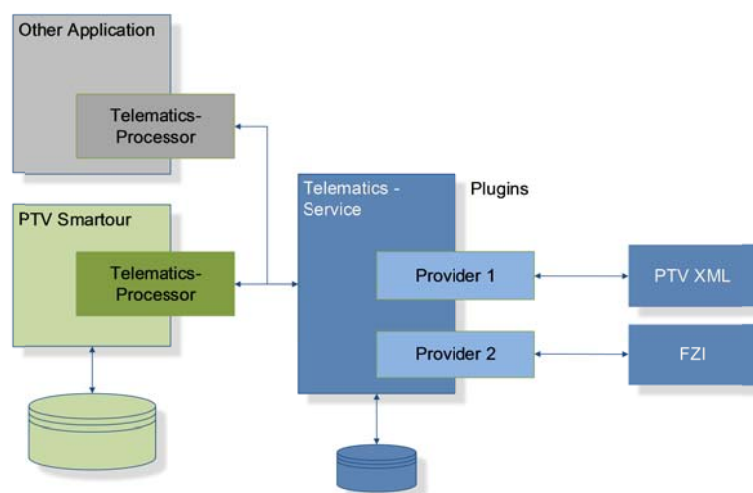 Other Application
Telematics-
Processor
Telematics -
Service
Plugins
PTV Smartour
Telematics-
Processor
Provider 1
PTV XML
Provider 2
FZI